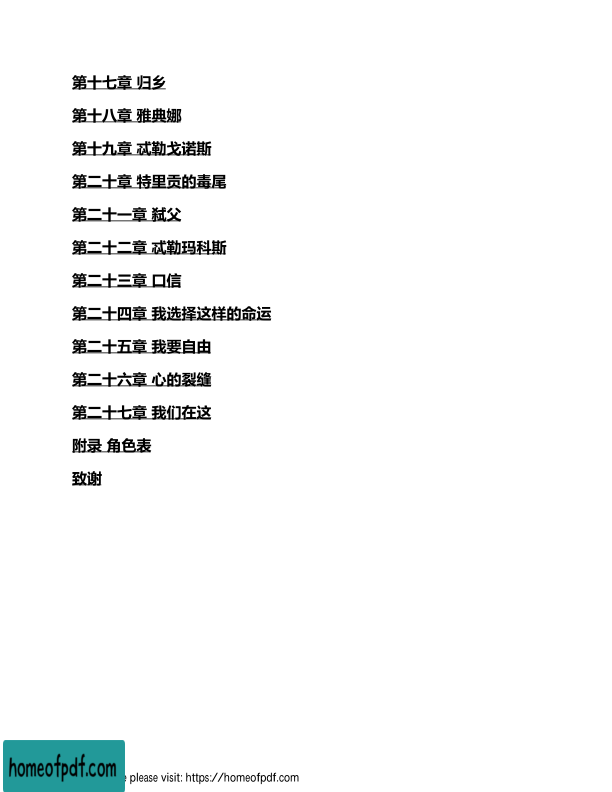 第十七章 归乡
第十八章 雅典娜
第十九章 忒勒戈诺斯
第二十章 特里贡的毒尾
第二十一章 弑父
第二十二章 忒勒玛科斯
第二十三章 口信
第二十四章 我选择这样的命运
第二十五章 我要自由
第二十六章 心的裂缝
第二十七章 我们在这
附录 角色表
致谢
homeofpdf.com
e please visit: https://homeofpdf.com